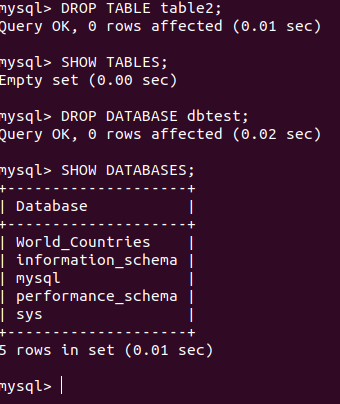 mysql> DROP TABLE table2;
Query OK, 0 rows affected (0.01 sec)
mysql> SHOW TABLES;
Empty set (0.00 sec)
mysql> DROP DATABASE dbtest;
Query OK, 0 rows affected (0.02 sec)
mysql> SHOW DATABASES;
+--------------------+
| Database           |
+--------------------+
| World_Countries    |
| information_schema |
| mysql              |
| performance_schema |
| sys                |
+--------------------+
5 rows in set (0.01 sec)
mysql>